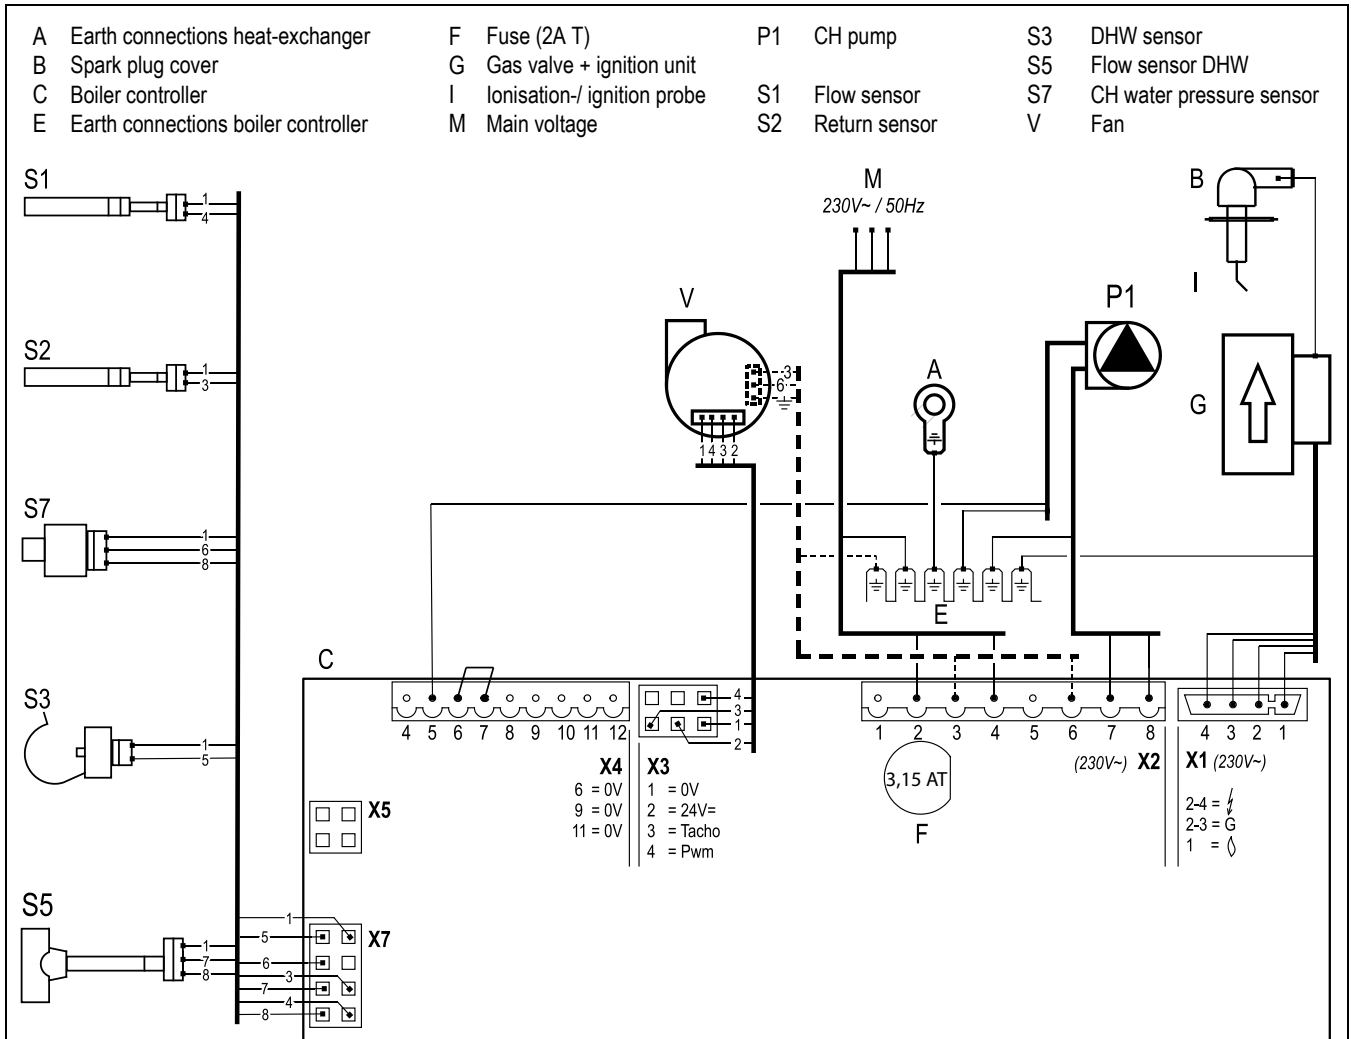 A Earth connections heat-exchanger
B Spark plug cover
C Boiler controller
E Earth connections boiler controller
F Fuse (2A T)
G Gas valve + ignition unit
I Ionisation-/ ignition probe
M Main voltage
P1 CH pump
S1 Flow sensor
S2 Return sensor
S3 DHW sensor
S5 Flow sensor DHW
S7 CH water pressure sensor
V Fan
S1
1
4
S2
1
3
S7
1
6
8
S3
1
5
S5
1
7
8
M
230V~ / 50Hz
B
I
P1
G
V
3
6
1 4 3 2
A
E
C
4 5 6 7 8 9 10 11 12
X4
6 = 0V
9 = 0V
11 = 0V
4
3
1
2
X3
1 = 0V
2 = 24V=
3 = Tacho
4 = Pwm
1 2 3 4 5 6 7 8
(230V~) X2
3,15 AT
F
4 3 2 1
X1 (230V~)
2-4 =
2-3 = G
1 =
X5
X7
1
5
6
3
7
4
8